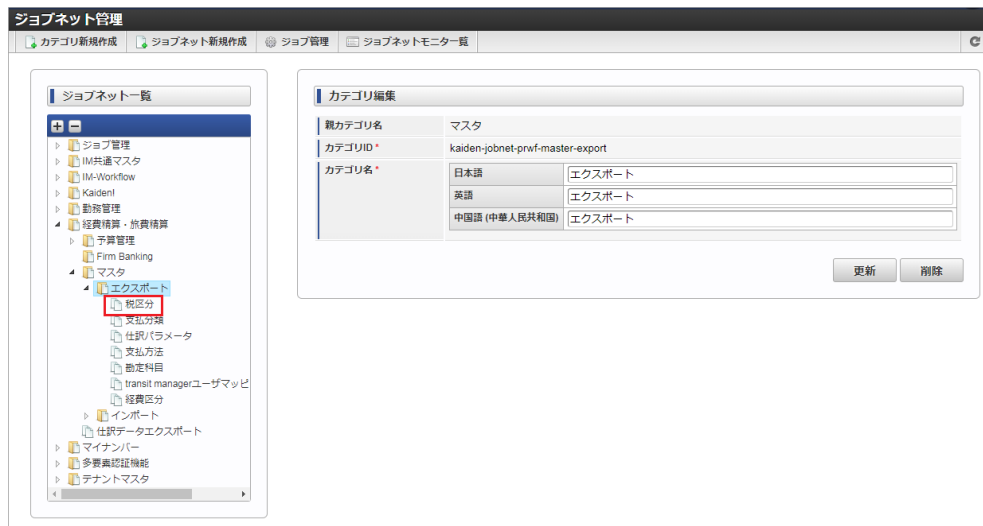 ジョブネット管理
カテゴリ新規作成 ジョブネット新規作成 ジョブ管理 ジョブネットモニター覧
ジョブネット一覧
ジョブ管理
IM共通マスタ
IM-Workflow
Kaiden!
勤務管理
経費精算・旅費精算
予算管理
Firm Banking
マスタ
エクスポート
税区分
支払分類
仕訳パラメータ
支払方法
勘定科目
transit managerユーザマッピ
経費区分
インポート
仕訳データエクスポート
マイナンバー
多要素認証機能
テナントマスタ
カテゴリ編集
親カテゴリ名 マスタ
カテゴリID * kaiden-jobnet-prwf-master-export
カテゴリ名 * 日本語 エクスポート
英語 エクスポート
中国語 (中華人民共和国) エクスポート
更新 削除